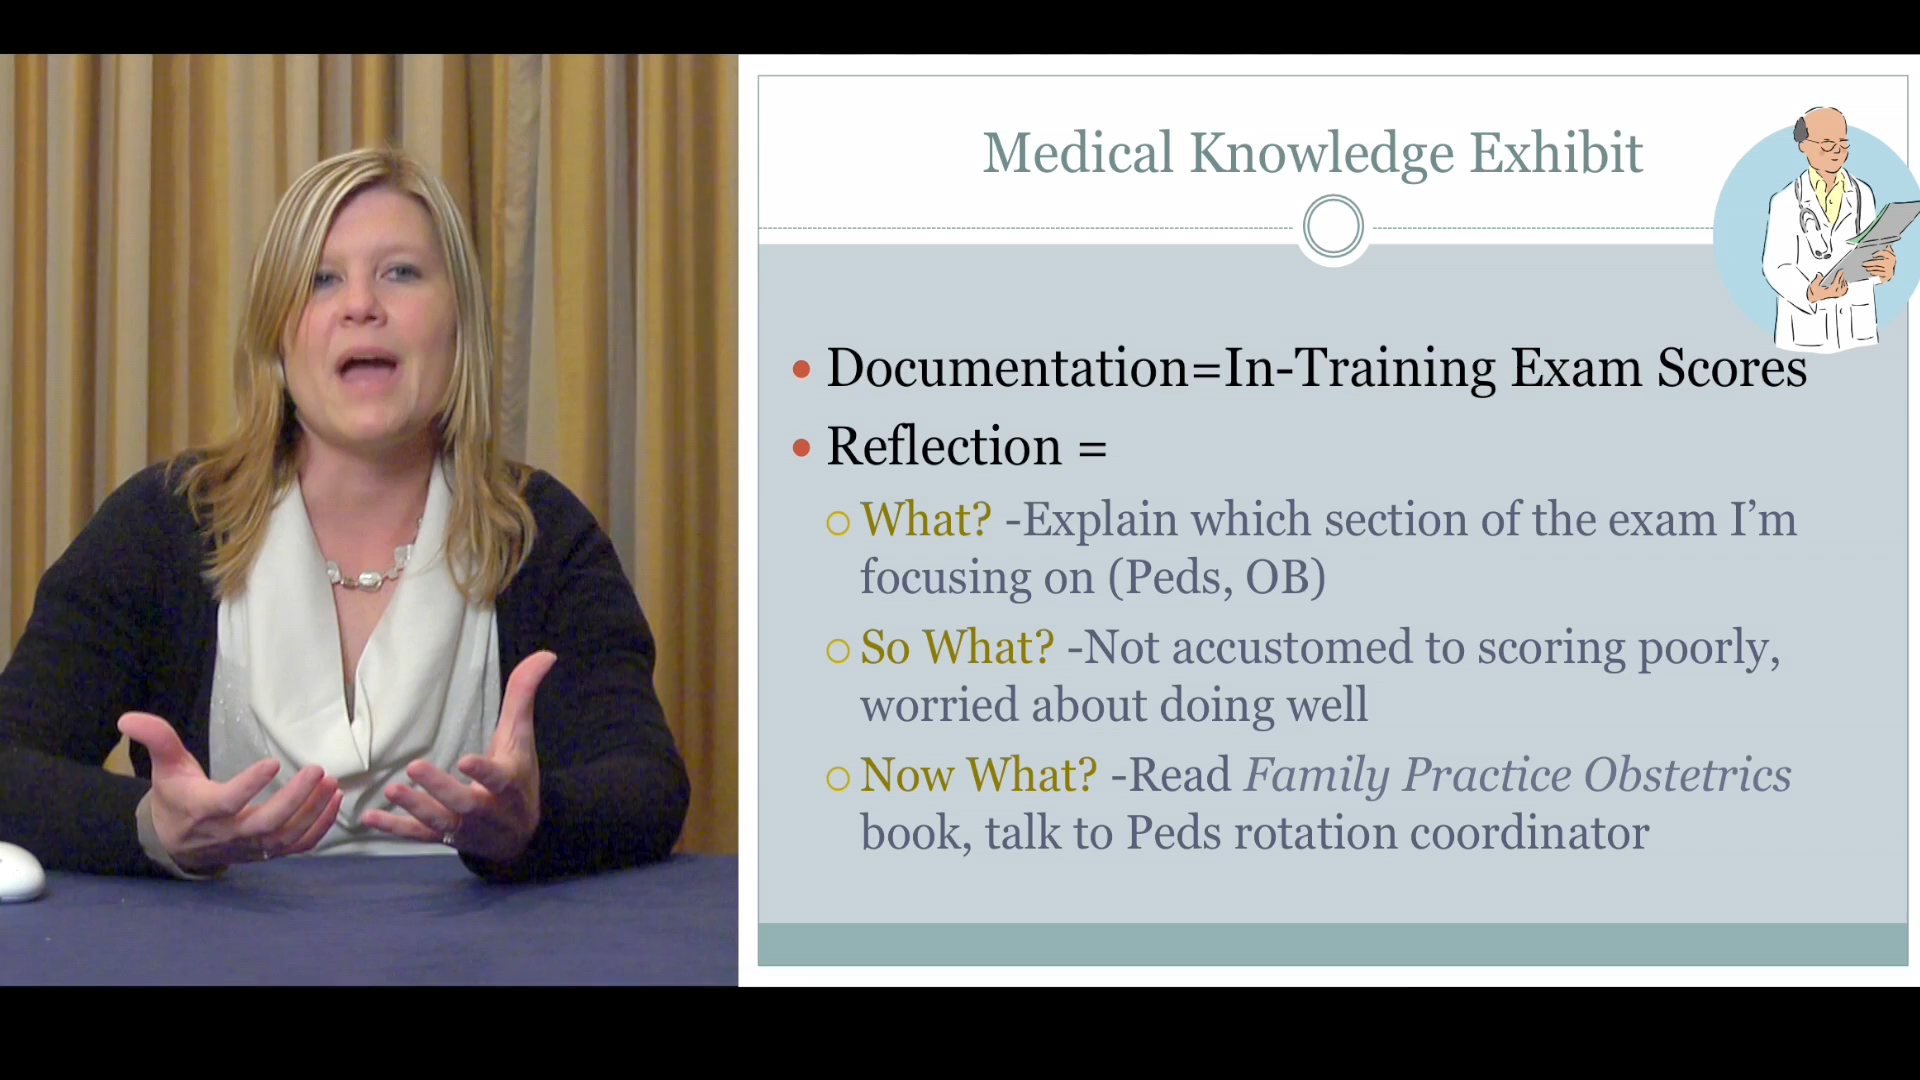 Medical Knowledge Exhibit
Documentation=In-Training Exam Scores
Reflection =
What? -Explain which section of the exam I’m
focusing on (Peds, OB)
So What? -Not accustomed to scoring poorly,
worried about doing well
Now What? -Read Family Practice Obstetrics
book, talk to Peds rotation coordinator